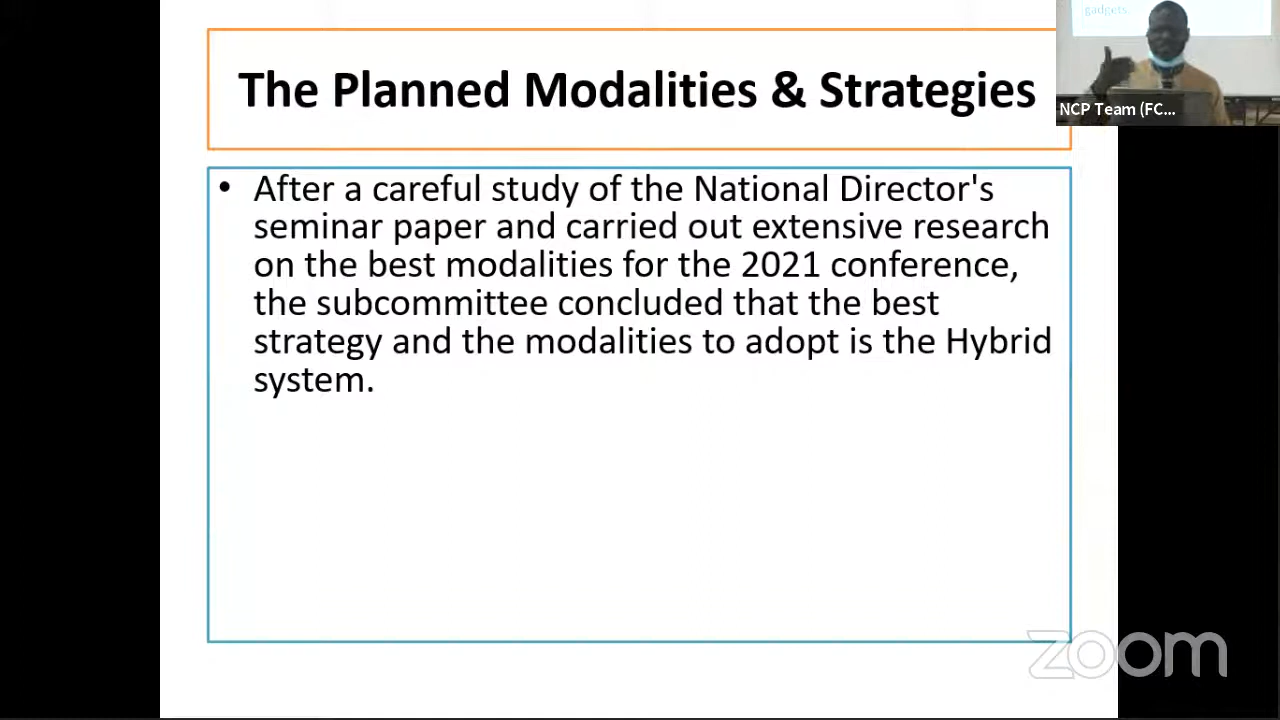 The Planned Modalities & Strategies
gadgets.
NCP Team (FC...
• After a careful study of the National Director's
seminar paper and carried out extensive research
on the best modalities for the 2021 conference,
the subcommittee concluded that the best
strategy and the modalities to adopt is the Hybrid
system.
zoom